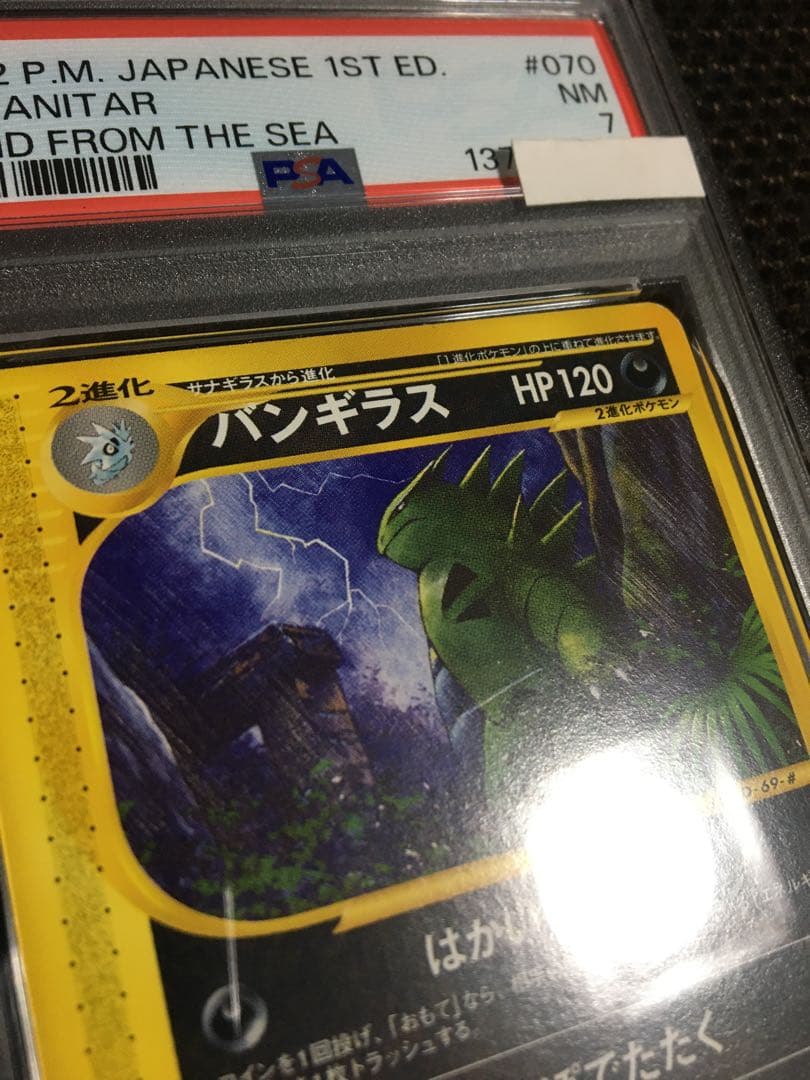 2 P.M. JAPANESE 1ST ED. #070
ANITAR NM
ND FROM THE SEA 7
PSA 137
「1進化ポケモン」の上に重ねて進化させます
2進化 サナギラスから進化
バンギラス HP120
2進化ポケモン
-69-#
はかい
コインを1回投げ、「おもて」なら、
トラッシュする。
でたたく